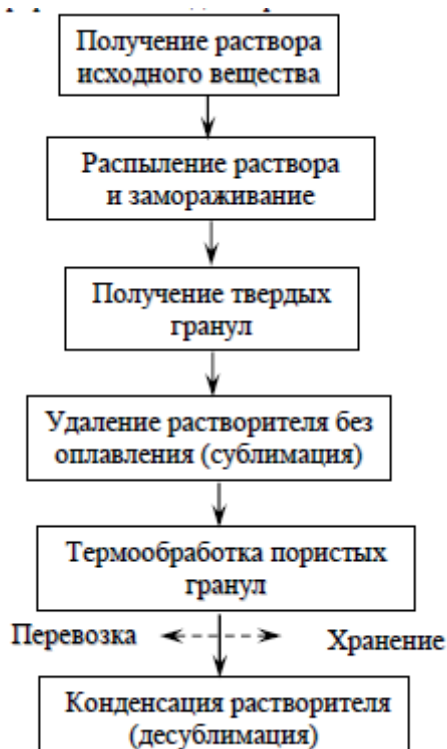 Получение раствора
исходного вещества
Распыление раствора
и замораживание
Получение твердых
гранул
Удаление растворителя без
оплавления (сублимация)
Термообработка пористых
гранул
Перевозка
Хранение
Конденсация растворителя
(десублимация)